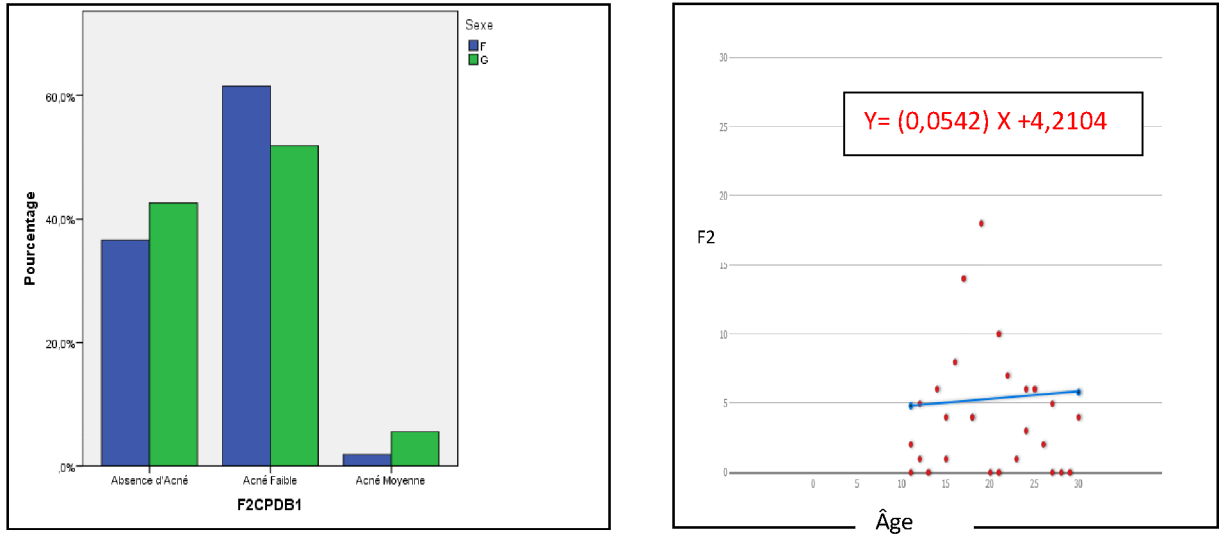 Sexe
F
G
60,0%
40,0%
20,0%
,0%
Pourcentage
Absence d'Acné
Acné Faible
Acné Moyenne
F2CPDB1
30
25
20
15
10
5
0
Y= (0,0542) X +4,2104
F2
0
5
10
15
20
25
30
Âge